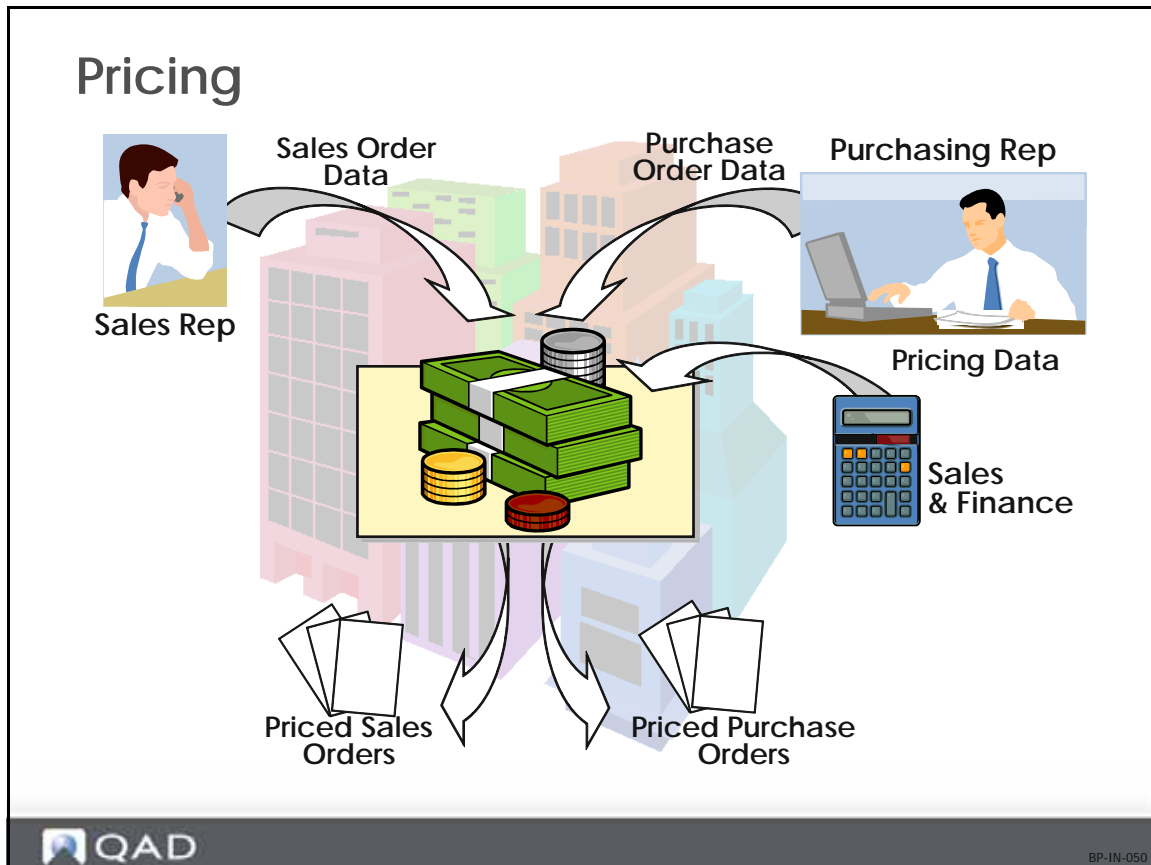 Pricing
Sales Order
Data
Purchase
Order Data
Purchasing Rep
Sales Rep
Pricing Data
Sales
& Finance
Priced Sales
Orders
Priced Purchase
Orders
QAD
BP-IN-050